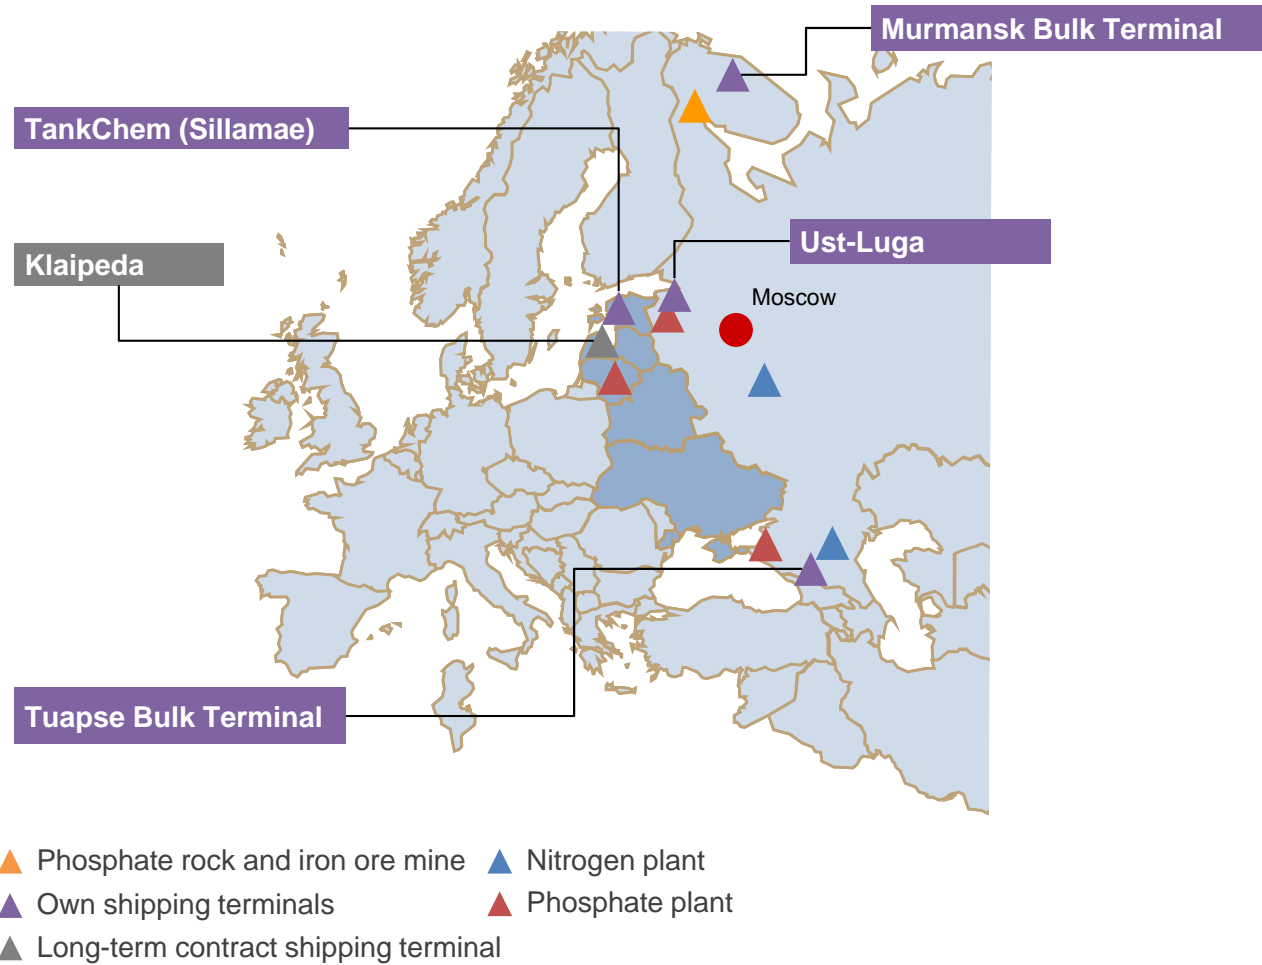 Murmansk Bulk Terminal
TankChem (Sillamae)
Ust-Luga
Klaipeda
Moscow
Tuapse Bulk Terminal
Phosphate rock and iron ore mine
Nitrogen plant
Own shipping terminals
Phosphate plant
Long-term contract shipping terminal